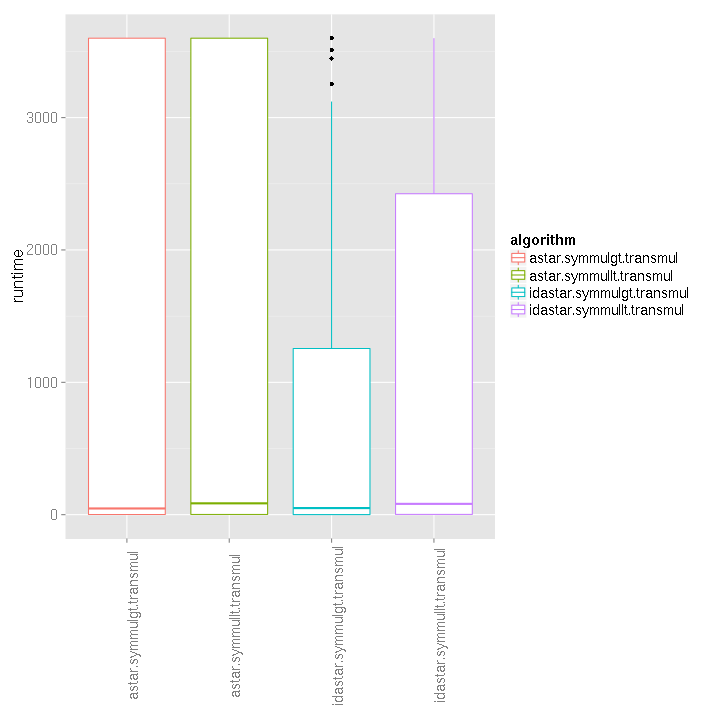 runtime
3000
2000
1000
0
astar.symmulgt.transmul
astar.symmullt.transmul
idastar.symmulgt.transmul
idastar.symmullt.transmul
algorithm
astar.symmulgt.transmul
astar.symmullt.transmul
idastar.symmulgt.transmul
idastar.symmullt.transmul